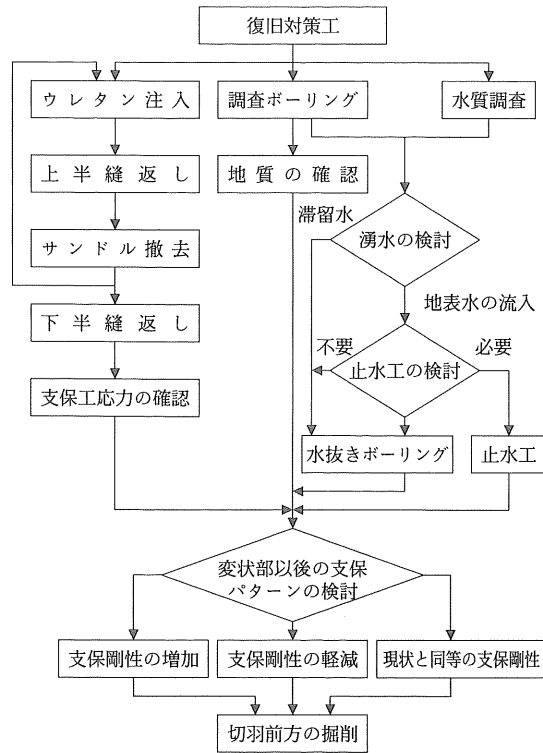 復旧対策工
ウレタン注入
調査ボーリング
水質調査
上半縫返し
地質の確認
滞留水
湧水の検討
サンドル撤去
地表水の流入
下半縫返し
不要
必要
止水工の検討
支保工応力の確認
水抜きボーリング
止水工
変状部以後の支保
パターンの検討
支保剛性の増加
支保剛性の軽減
現状と同等の支保剛性
切羽前方の掘削